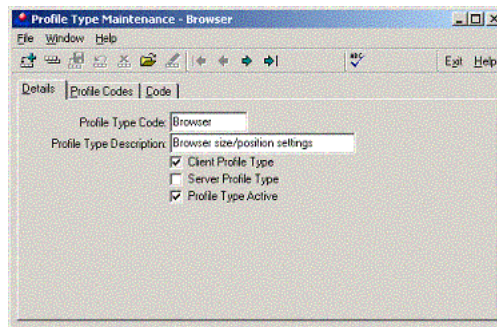 Profile Type Maintenance - Browser
File Window Help
ABC Exit Help
Details Profile Codes Code
Profile Type Code: Browser
Profile Type Description: Browser size/position settings
Client Profile Type
Server Profile Type
Profile Type Active